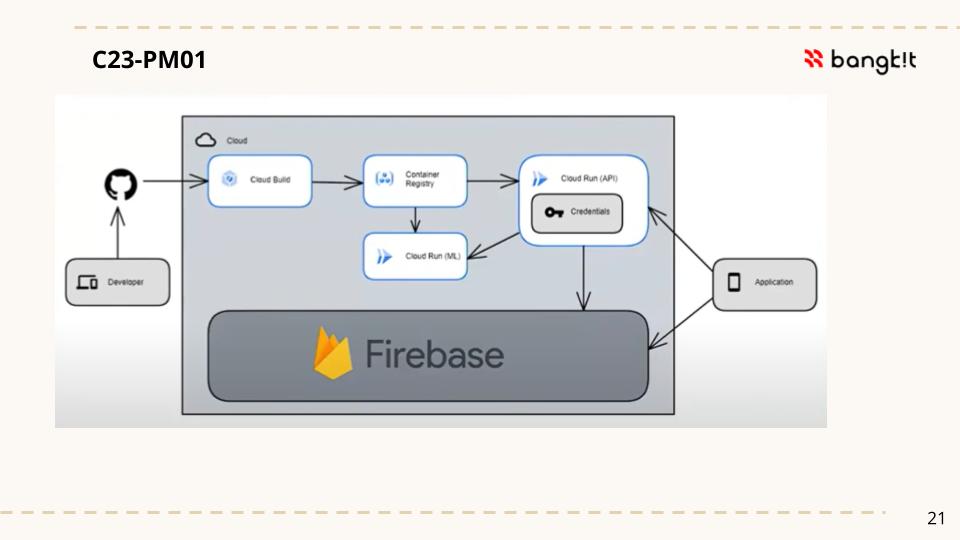 C23-PM01
bangk!t
Cloud
Cloud Build
Container
Registry
Cloud Run (API)
Credentials
Cloud Run (ML)
Developer
Application
Firebase
21